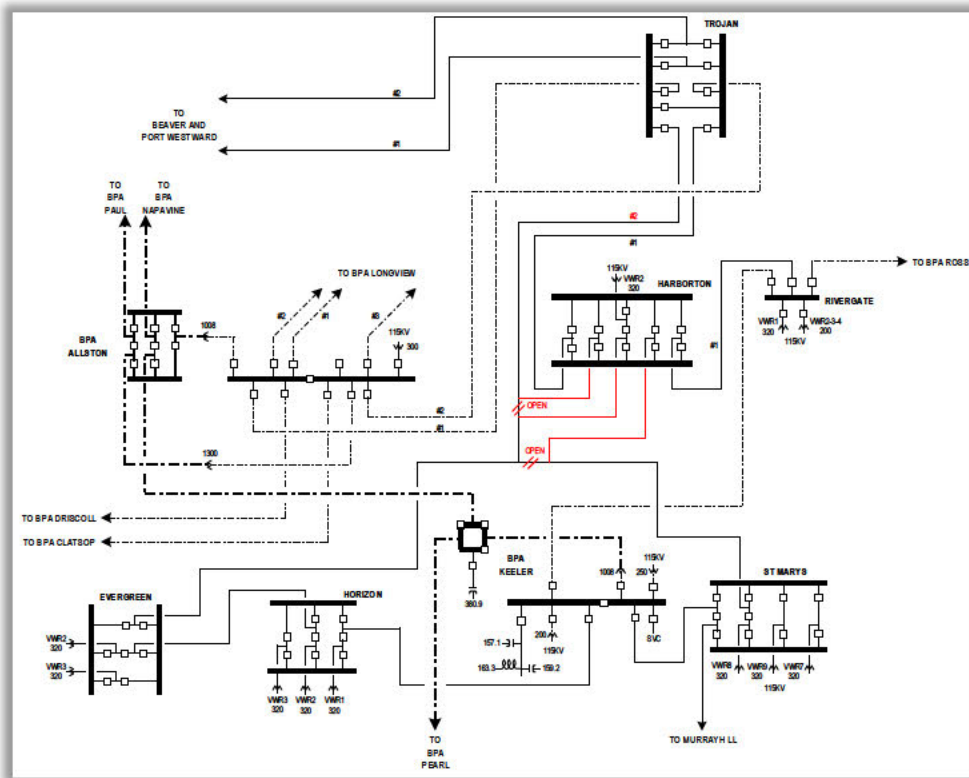 TROJAN
#2
TO
BEAVER AND
PORT WESTWARD
#1
TO
BPA
PAUL
TO
BPA
NAPAVINE
#2
#1
TO BPA LONGVIEW
115KV
VWR2
320
HARBORTON
TO BPA ROSS
RIVERGATE
VWR1
320
VWR2-3-4
200
115KV
BPA
ALLSTON
1008
#2
#1
#3
115KV
300
#1
OPEN
#2
#1
OPEN
1300
TO BPA DRISCOLL
TO BPA CLATSOP
BPA
KEELER
1008
115KV
250
ST MARYS
380.9
EVERGREEN
HORIZON
VWR2
320
VWR3
320
157.1
163.3
159.2
200
115KV
SVC
VWR3
320
VWR2
320
VWR1
320
VWR8
320
VWR9
320
VWR7
320
115KV
TO
BPA
PEARL
TO MURRAYH LL